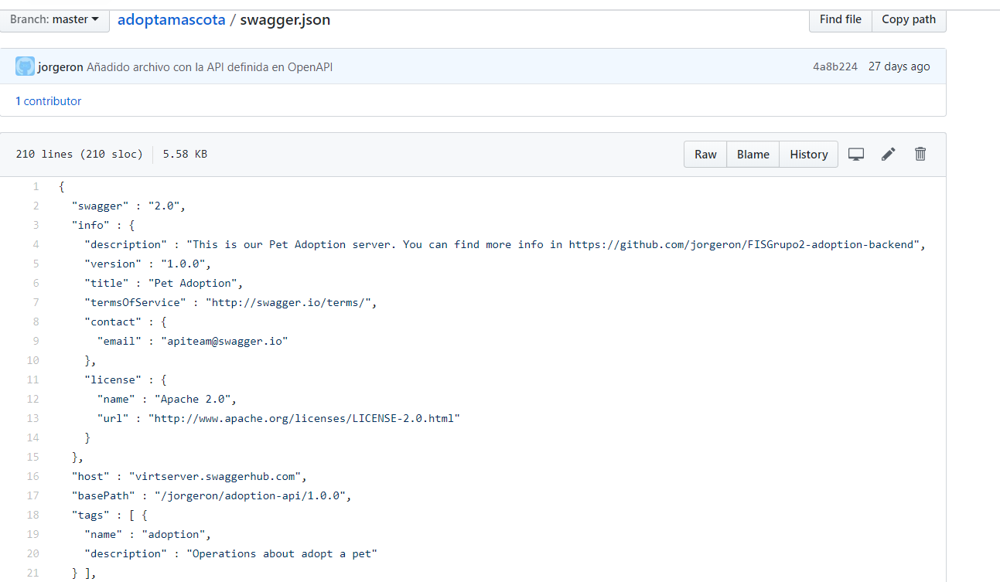 Branch: master adoptamascota / swagger.json Find file Copy path
jorgeron Añadido archivo con la API definida en OpenAPI 4a8b224 27 days ago
1 contributor
210 lines (210 sloc) 5.58 KB Raw Blame History
1 {
2 "swagger" : "2.0",
3 "info" : {
4 "description" : "This is our Pet Adoption server. You can find more info in https://github.com/jorgeron/FISGrupo2-adoption-backend",
5 "version" : "1.0.0",
6 "title" : "Pet Adoption",
7 "termsOfService" : "http://swagger.io/terms/",
8 "contact" : {
9 "email" : "apiteam@swagger.io"
10 },
11 "license" : {
12 "name" : "Apache 2.0",
13 "url" : "http://www.apache.org/licenses/LICENSE-2.0.html"
14 }
15 },
16 "host" : "virtserver.swaggerhub.com",
17 "basePath" : "/jorgeron/adoption-api/1.0.0",
18 "tags" : [ {
19 "name" : "adoption",
20 "description" : "Operations about adopt a pet"
21 } ],